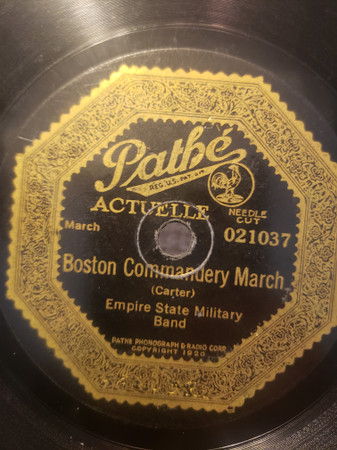 Pathé
REG. U.S. PAT. OFF.
ACTUELLE
NEEDLE
CUT
March
021037
Boston Commandery March
(Carter)
Empire State Military
Band
PATHE PHONOGRAPH & RADIO CORP.
COPYRIGHT 1920